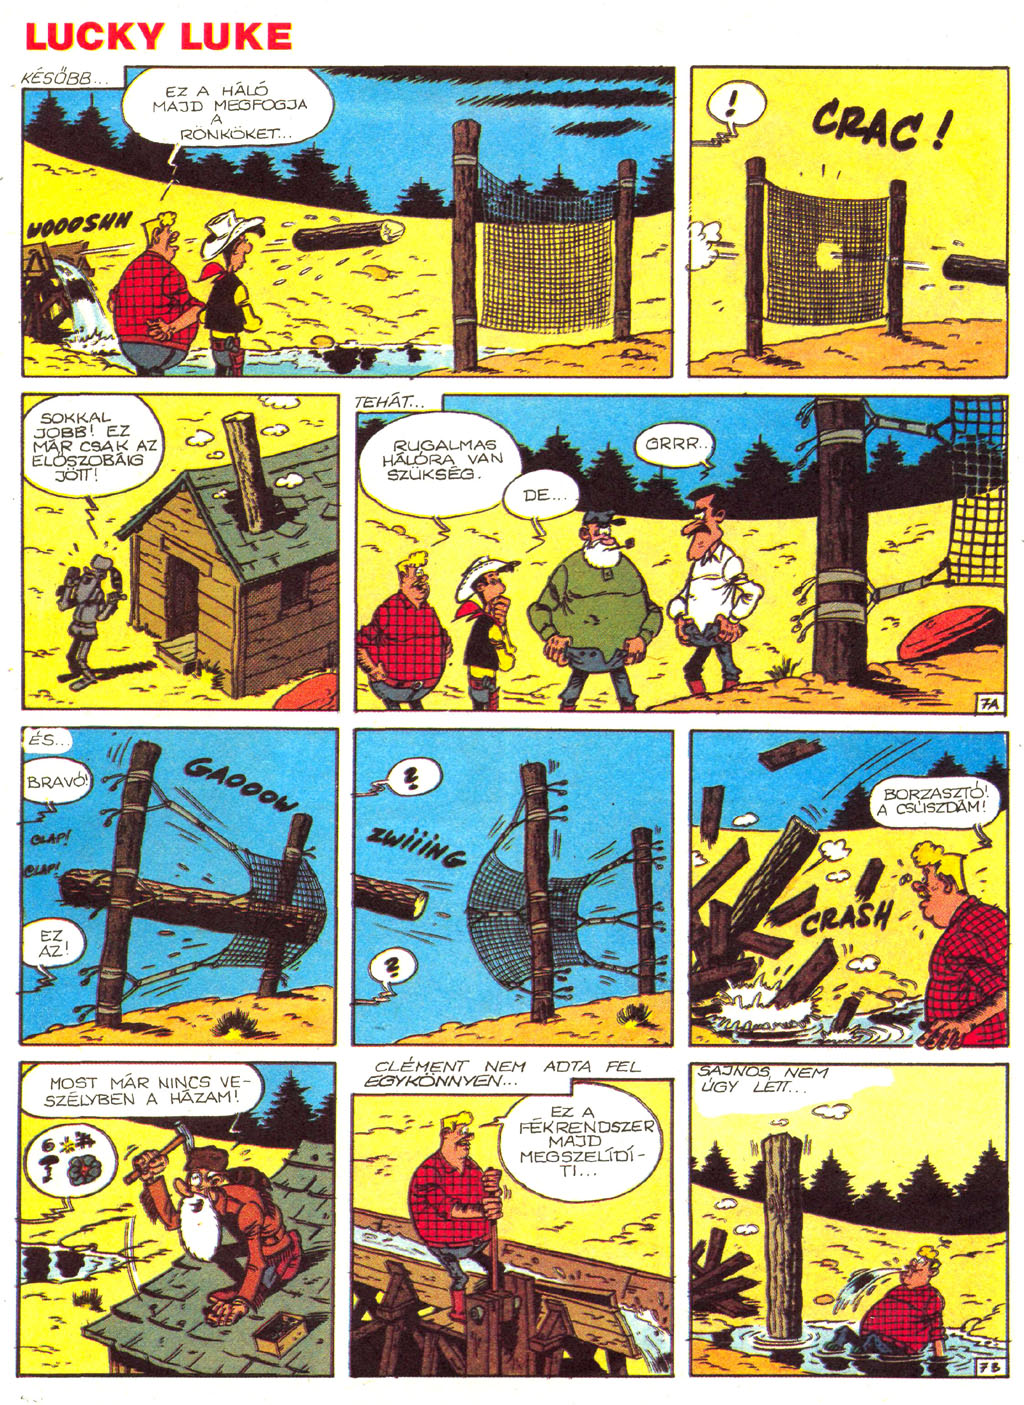 LUCKY LUKE
KÉSŐBB...
EZ A HÁLÓ
MAJD MEGFOGJA
A
RÖNKÖKET...
WOOOSHH
!
CRAC!
SOKKAL
JOBB! EZ
MÁR CSAK AZ
ELŐSZOBÁIG
JÖTT!
TEHÁT...
RUGALMAS
HÁLÓRA VAN
SZÜKSÉG.
DE...
GRRR..
7A
ÉS...
BRAVÓ!
CLAP!
CLAP!
GAOOOW
EZ
AZ!
?
ZWIIING
?
BORZASZTÓ!
A CSÚSZDÁM!
CRASH
MOST MÁR NINCS VE-
SZÉLYBEN A HÁZAM!
CLÉMENT NEM ADTA FEL
EGYKÖNNYEN...
EZ A
FÉKRENDSZER
MAJD
MEGSZELÍDÍ-
TI...
SAJNOS, NEM
ÚGY LETT...
7B